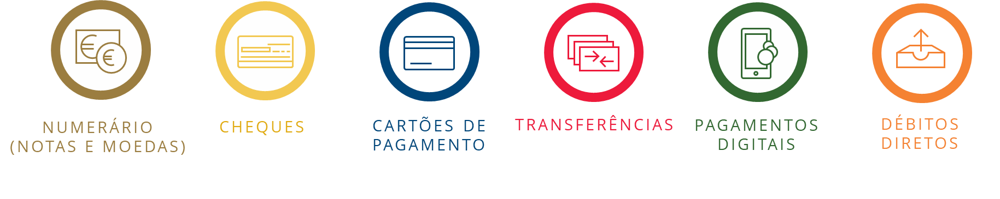 NUMERÁRIO
(NOTAS E MOEDAS)
CHEQUES
CARTÕES DE
PAGAMENTO
TRANSFERÊNCIAS
PAGAMENTOS
DIGITAIS
DÉBITOS
DIRETOS